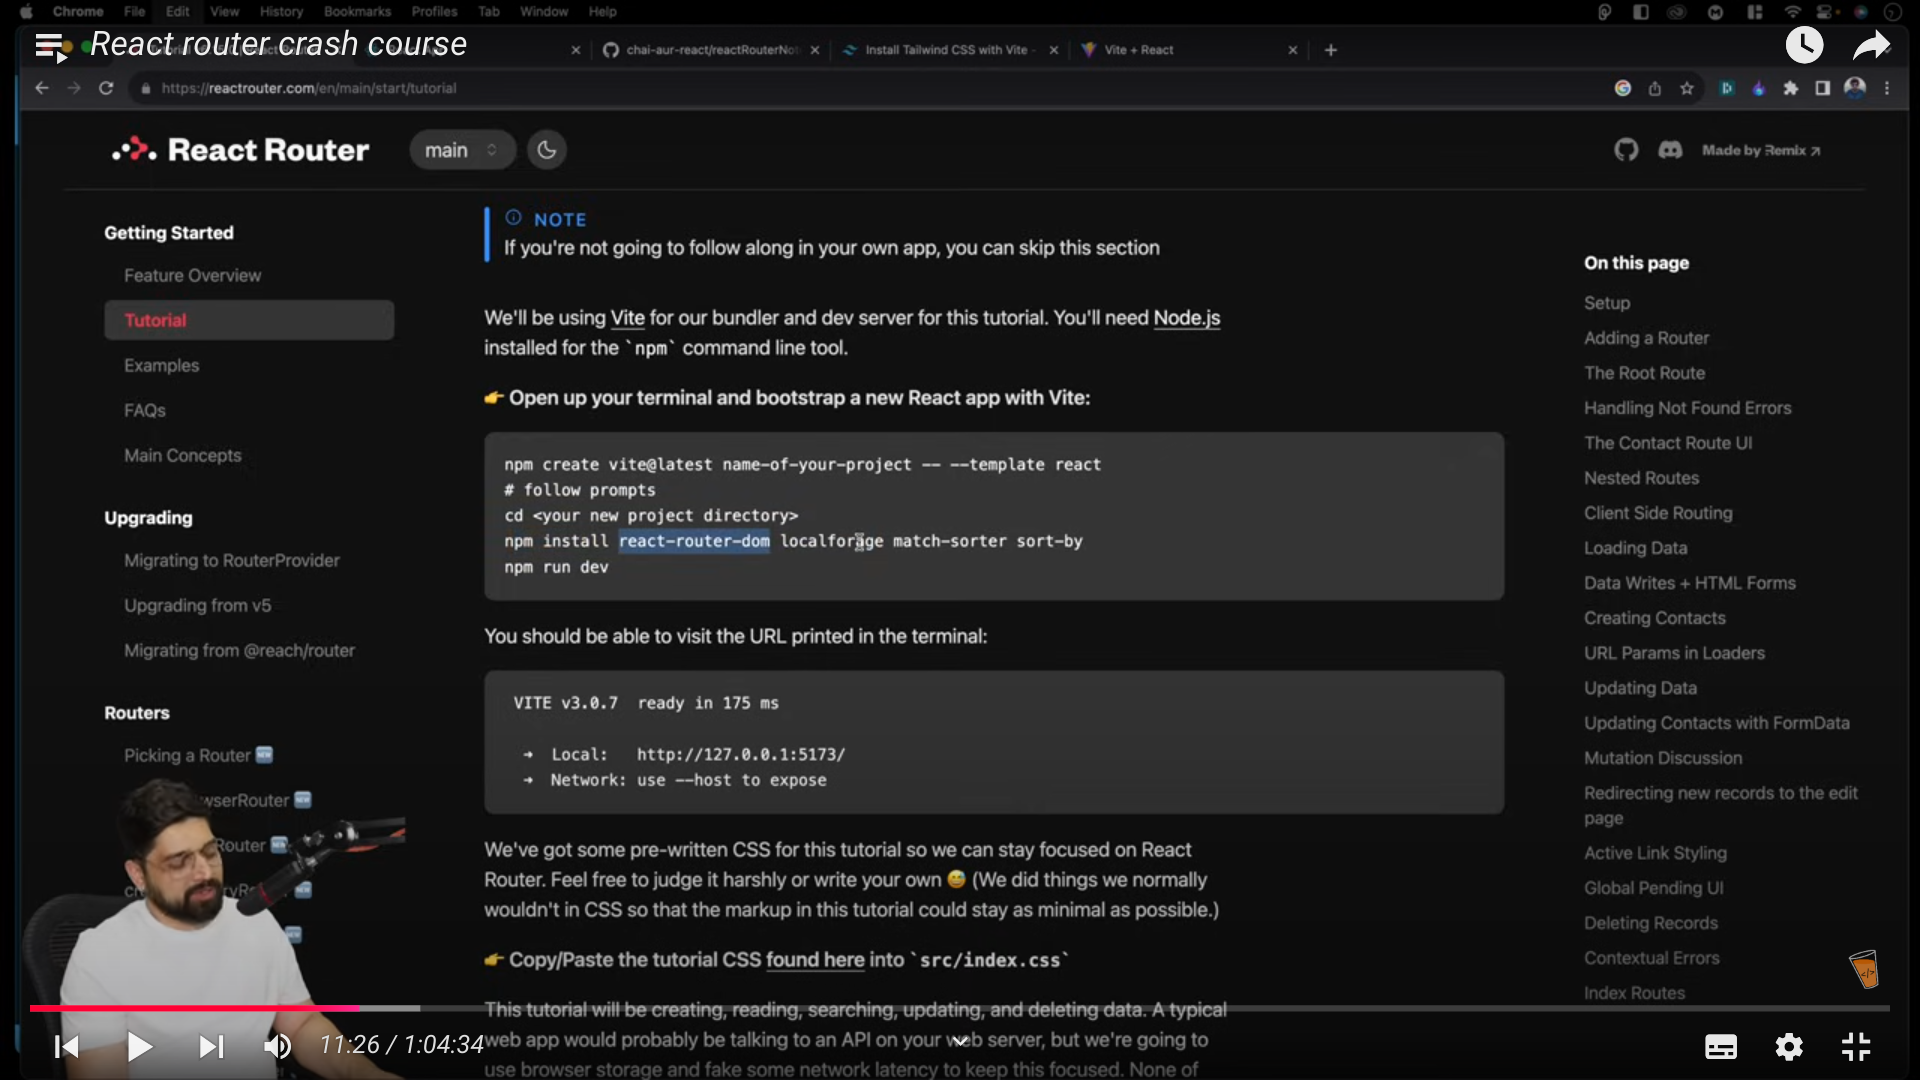 Chrome File Edit View History Bookmarks Profiles Tab Window Help
React router crash course
chai-aur-react/reactRouterNot
Install Tailwind CSS with Vite -
Vite + React
https://reactrouter.com/en/main/start/tutorial
React Router
main
Made by Remix ↗
Getting Started
Feature Overview
Tutorial
Examples
FAQs
Main Concepts
Upgrading
Migrating to RouterProvider
Upgrading from v5
Migrating from @reach/router
Routers
Picking a Router NEW
wserRouter NEW
Router NEW
NEW
NOTE
If you're not going to follow along in your own app, you can skip this section
We'll be using Vite for our bundler and dev server for this tutorial. You'll need Node.js
installed for the `npm` command line tool.
👉 Open up your terminal and bootstrap a new React app with Vite:
npm create vite@latest name-of-your-project -- --template react
# follow prompts
cd <your new project directory>
npm install react-router-dom localforage match-sorter sort-by
npm run dev
You should be able to visit the URL printed in the terminal:
VITE v3.0.7 ready in 175 ms
➜ Local: http://127.0.0.1:5173/
➜ Network: use --host to expose
We've got some pre-written CSS for this tutorial so we can stay focused on React
Router. Feel free to judge it harshly or write your own 😅 (We did things we normally
wouldn't in CSS so that the markup in this tutorial could stay as minimal as possible.)
👉 Copy/Paste the tutorial CSS found here into `src/index.css`
This tutorial will be creating, reading, searching, updating, and deleting data. A typical
web app would probably be talking to an API on your web server, but we're going to
use browser storage and fake some network latency to keep this focused. None of
On this page
Setup
Adding a Router
The Root Route
Handling Not Found Errors
The Contact Route UI
Nested Routes
Client Side Routing
Loading Data
Data Writes + HTML Forms
Creating Contacts
URL Params in Loaders
Updating Data
Updating Contacts with FormData
Mutation Discussion
Redirecting new records to the edit
page
Active Link Styling
Global Pending UI
Deleting Records
Contextual Errors
Index Routes
11:26 / 1:04:34